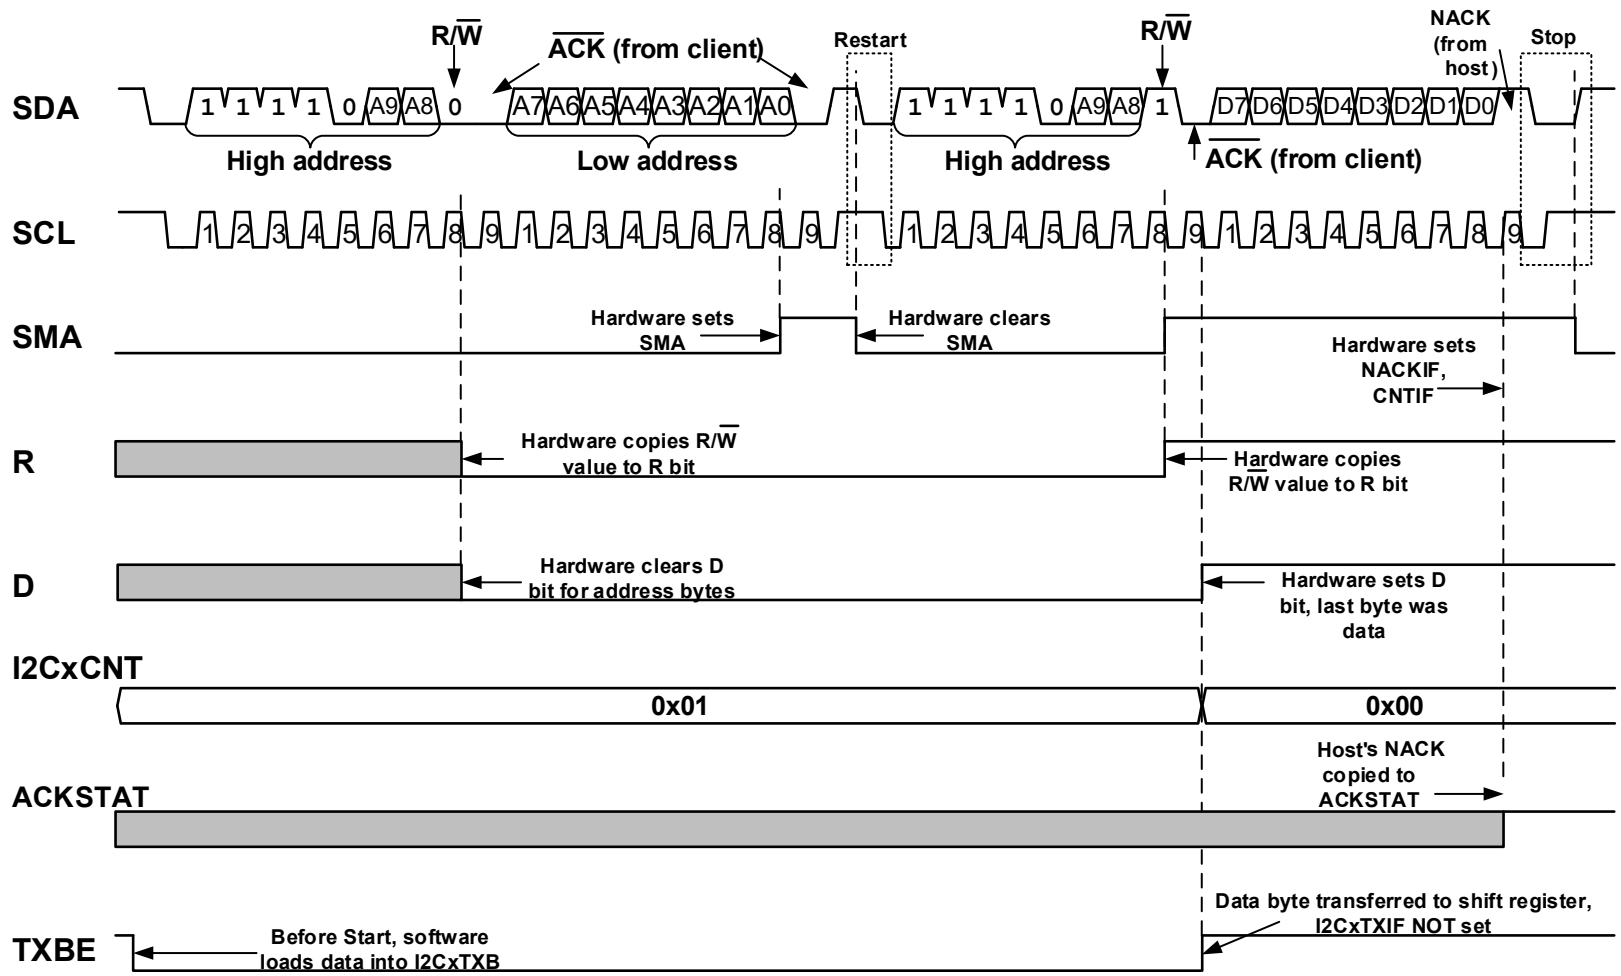 R/W
ACK (from client)
Restart
R/W
NACK
(from
host)
Stop
SDA
1 1 1 1 0 A9 A8 0 A7 A6 A5 A4 A3 A2 A1 A0 1 1 1 1 0 A9 A8 1 D7 D6 D5 D4 D3 D2 D1 D0
High address
Low address
High address
ACK (from client)
SCL
1 2 3 4 5 6 7 8 9 1 2 3 4 5 6 7 8 9 1 2 3 4 5 6 7 8 9 1 2 3 4 5 6 7 8 9
SMA
Hardware sets
SMA
Hardware clears
SMA
Hardware sets
NACKIF,
CNTIF
R
Hardware copies R/W
value to R bit
Hardware copies
R/W value to R bit
D
Hardware clears D
bit for address bytes
Hardware sets D
bit, last byte was
data
I2CxCNT
0x01
0x00
ACKSTAT
Host's NACK
copied to
ACKSTAT
TXBE
Before Start, software
loads data into I2CxTXB
Data byte transferred to shift register,
I2CxTXIF NOT set